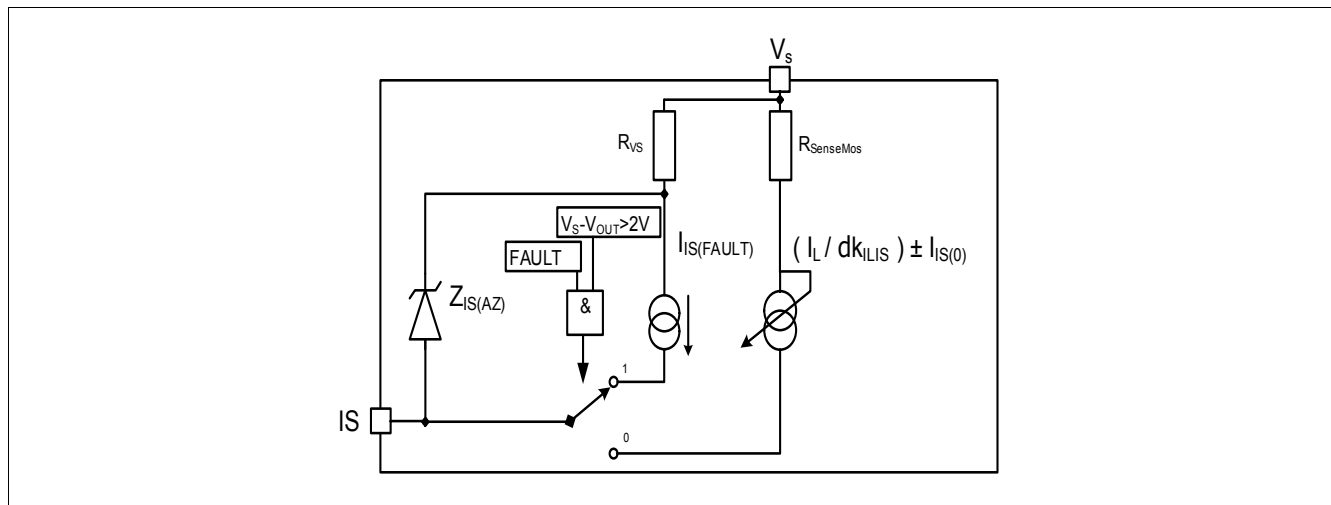 Vs
RVS
RSenseMos
VS-VOUT>2V
FAULT
IIS(FAULT)
( IL / dkILIS ) ± IIS(0)
ZIS(AZ)
&
1
IS
0